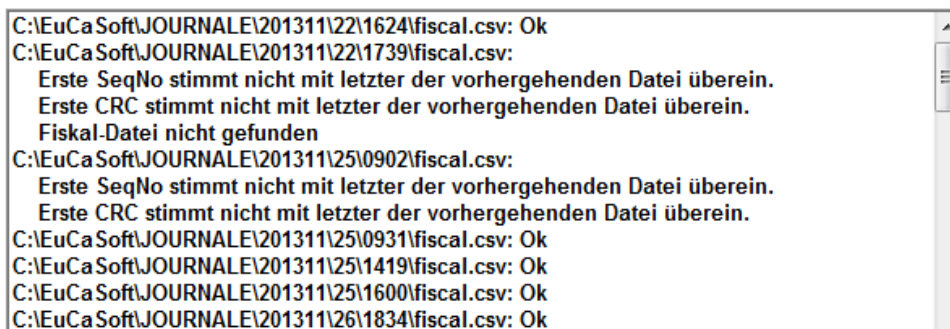 C:\EuCaSoft\JOURNALE\201311\22\1624\fiscal.csv: Ok
C:\EuCaSoft\JOURNALE\201311\22\1739\fiscal.csv:
Erste SeqNo stimmt nicht mit letzter der vorhergehenden Datei überein.
Erste CRC stimmt nicht mit letzter der vorhergehenden Datei überein.
Fiskal-Datei nicht gefunden
C:\EuCaSoft\JOURNALE\201311\25\0902\fiscal.csv:
Erste SeqNo stimmt nicht mit letzter der vorhergehenden Datei überein.
Erste CRC stimmt nicht mit letzter der vorhergehenden Datei überein.
C:\EuCaSoft\JOURNALE\201311\25\0931\fiscal.csv: Ok
C:\EuCaSoft\JOURNALE\201311\25\1419\fiscal.csv: Ok
C:\EuCaSoft\JOURNALE\201311\25\1600\fiscal.csv: Ok
C:\EuCaSoft\JOURNALE\201311\26\1834\fiscal.csv: Ok